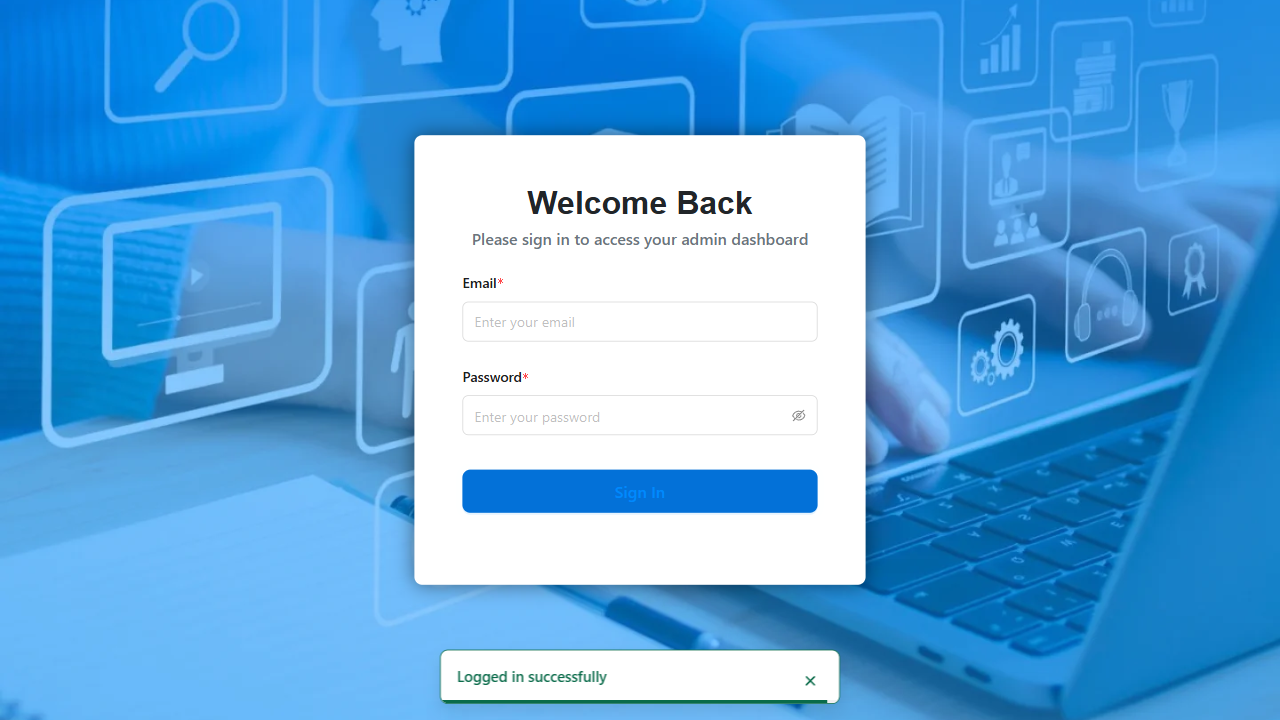 Welcome Back
Please sign in to access your admin dashboard
Email*
Enter your email
Password*
Enter your password
Sign In
Logged in successfully